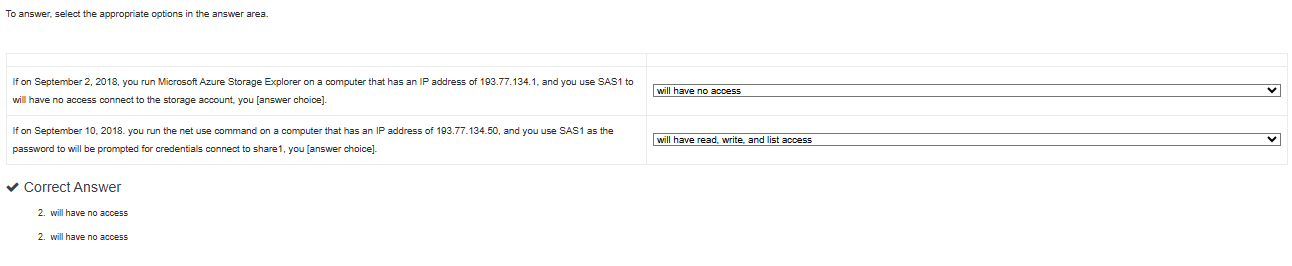 To answer, select the appropriate options in the answer area.
If on September 2, 2018, you run Microsoft Azure Storage Explorer on a computer that has an IP address of 193.77.134.1, and you use SAS1 to
will have no access connect to the storage account, you [answer choice].
will have no access
If on September 10, 2018. you run the net use command on a computer that has an IP address of 193.77.134.50, and you use SAS1 as the
password to will be prompted for credentials connect to share1, you [answer choice].
will have read, write, and list access
Correct Answer
2. will have no access
2. will have no access